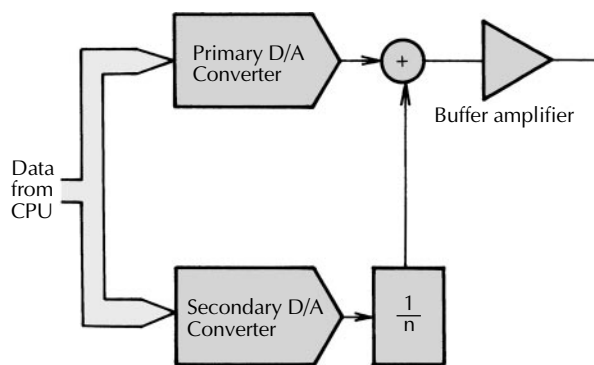 Primary D/A
Converter
+
Buffer amplifier
Data
from
CPU
Secondary D/A
Converter
1
n